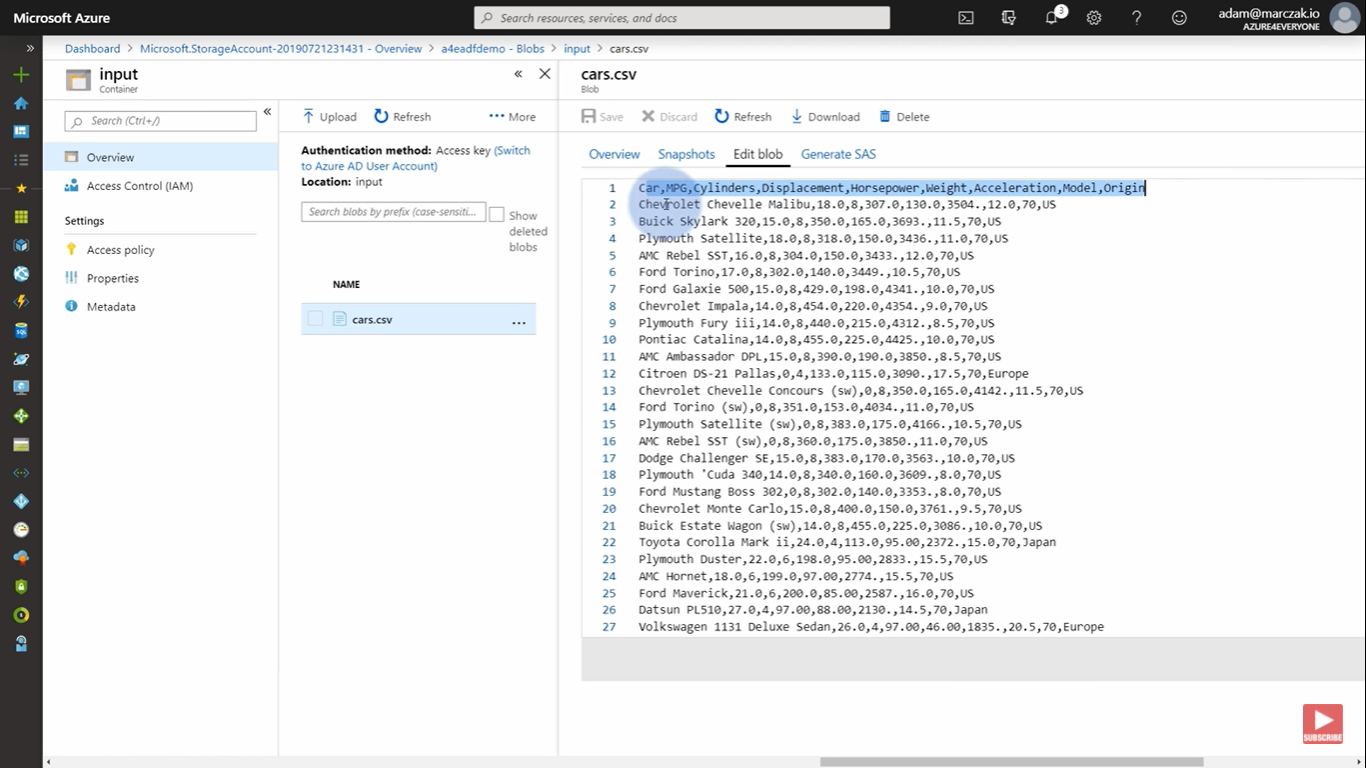 Microsoft Azure
Search resources, services, and docs
3
adam@marczak.io
AZURE4EVERYONE
Dashboard > Microsoft.StorageAccount-20190721231431 - Overview > a4eadfdemo - Blobs > input > cars.csv
input
Container
Search (Ctrl+/)
Overview
Access Control (IAM)
Settings
Access policy
Properties
Metadata
Upload Refresh More
Authentication method: Access key (Switch
to Azure AD User Account)
Location: input
Search blobs by prefix (case-sensiti...
Show
deleted
blobs
NAME
cars.csv
cars.csv
Blob
Save Discard Refresh Download Delete
Overview Snapshots Edit blob Generate SAS
1 Car,MPG,Cylinders,Displacement,Horsepower,Weight,Acceleration,Model,Origin
2 Chevrolet Chevelle Malibu,18.0,8,307.0,130.0,3504.,12.0,70,US
3 Buick Skylark 320,15.0,8,350.0,165.0,3693.,11.5,70,US
4 Plymouth Satellite,18.0,8,318.0,150.0,3436.,11.0,70,US
5 AMC Rebel SST,16.0,8,304.0,150.0,3433.,12.0,70,US
6 Ford Torino,17.0,8,302.0,140.0,3449.,10.5,70,US
7 Ford Galaxie 500,15.0,8,429.0,198.0,4341.,10.0,70,US
8 Chevrolet Impala,14.0,8,454.0,220.0,4354.,9.0,70,US
9 Plymouth Fury iii,14.0,8,440.0,215.0,4312.,8.5,70,US
10 Pontiac Catalina,14.0,8,455.0,225.0,4425.,10.0,70,US
11 AMC Ambassador DPL,15.0,8,390.0,190.0,3850.,8.5,70,US
12 Citroen DS-21 Pallas,0,4,133.0,115.0,3090.,17.5,70,Europe
13 Chevrolet Chevelle Concours (sw),0,8,350.0,165.0,4142.,11.5,70,US
14 Ford Torino (sw),0,8,351.0,153.0,4034.,11.0,70,US
15 Plymouth Satellite (sw),0,8,383.0,175.0,4166.,10.5,70,US
16 AMC Rebel SST (sw),0,8,360.0,175.0,3850.,11.0,70,US
17 Dodge Challenger SE,15.0,8,383.0,170.0,3563.,10.0,70,US
18 Plymouth 'Cuda 340,14.0,8,340.0,160.0,3609.,8.0,70,US
19 Ford Mustang Boss 302,0,8,302.0,140.0,3353.,8.0,70,US
20 Chevrolet Monte Carlo,15.0,8,400.0,150.0,3761.,9.5,70,US
21 Buick Estate Wagon (sw),14.0,8,455.0,225.0,3086.,10.0,70,US
22 Toyota Corolla Mark ii,24.0,4,113.0,95.00,2372.,15.0,70,Japan
23 Plymouth Duster,22.0,6,198.0,95.00,2833.,15.5,70,US
24 AMC Hornet,18.0,6,199.0,97.00,2774.,15.5,70,US
25 Ford Maverick,21.0,6,200.0,85.00,2587.,16.0,70,US
26 Datsun PL510,27.0,4,97.00,88.00,2130.,14.5,70,Japan
27 Volkswagen 1131 Deluxe Sedan,26.0,4,97.00,46.00,1835.,20.5,70,Europe
SUBSCRIBE